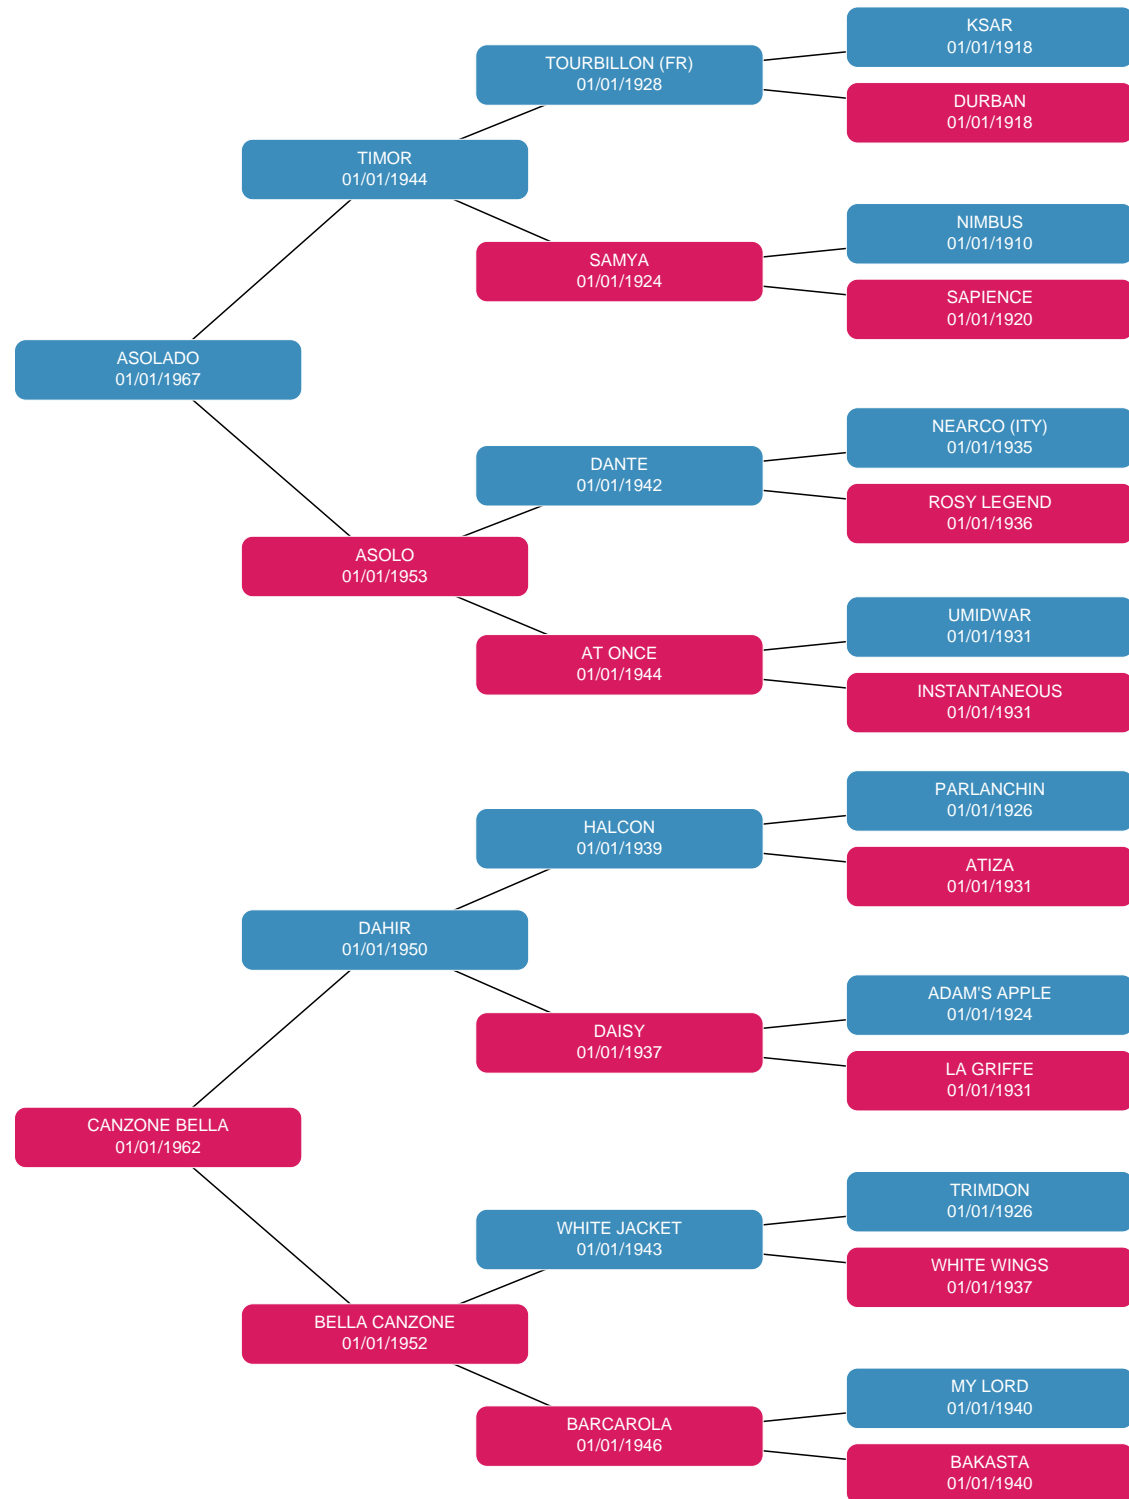 KSAR
01/01/1918
TOURBILLON (FR)
01/01/1928
DURBAN
01/01/1918
TIMOR
01/01/1944
NIMBUS
01/01/1910
SAMYA
01/01/1924
SAPIENCE
01/01/1920
ASOLADO
01/01/1967
NEARCO (ITY)
01/01/1935
DANTE
01/01/1942
ROSY LEGEND
01/01/1936
ASOLO
01/01/1953
UMIDWAR
01/01/1931
AT ONCE
01/01/1944
INSTANTANEOUS
01/01/1931
PARLANCHIN
01/01/1926
HALCON
01/01/1939
ATIZA
01/01/1931
DAHIR
01/01/1950
ADAM'S APPLE
01/01/1924
DAISY
01/01/1937
LA GRIFFE
01/01/1931
CANZONE BELLA
01/01/1962
TRIMDON
01/01/1926
WHITE JACKET
01/01/1943
WHITE WINGS
01/01/1937
BELLA CANZONE
01/01/1952
MY LORD
01/01/1940
BARCAROLA
01/01/1946
BAKASTA
01/01/1940